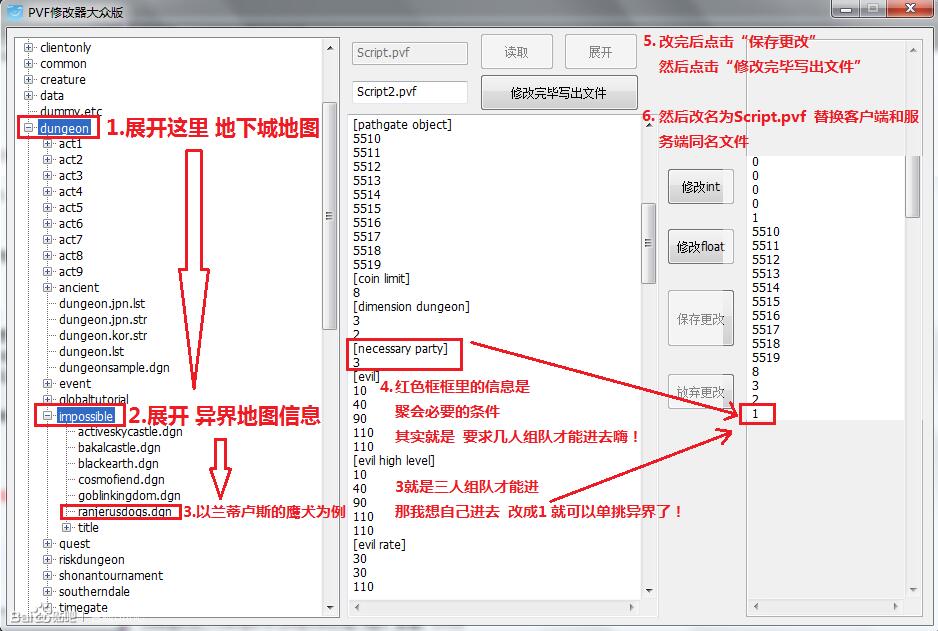 PVF修改器大众版
clientonly
common
creature
data
dummy.etc
dungeon
act1
act2
act3
act4
act5
act6
act7
act8
act9
ancient
dungeon.jpn.lst
dungeon.jpn.str
dungeon.kor.str
dungeon.lst
dungeonsample.dgn
event
globaltutorial
impossible
activeskycastle.dgn
bakalcastle.dgn
blackearth.dgn
cosmofiend.dgn
goblinkingdom.dgn
ranjerusdogs.dgn
title
quest
riskdungeon
shonantournament
southerndale
timegate
1.展开这里 地下城地图
2.展开 异界地图信息
3.以兰蒂卢斯的鹰犬为例
Script.pvf
读取
展开
Script2.pvf
修改完毕写出文件
[pathgate object]
5510
5511
5512
5513
5514
5515
5516
5517
5518
5519
[coin limit]
8
[dimension dungeon]
3
2
[necessary party]
3
[evil]
10
40
90
110
110
[evil high level]
10
40
90
110
110
[evil rate]
30
30
110
4.红色框框里的信息是
聚会必要的条件
其实就是 要求几人组队才能进去嗨！
3就是三人组队才能进
那我想自己进去 改成1 就可以单挑异界了！
5. 改完后点击“保存更改”
然后点击“修改完毕写出文件”
6. 然后改名为Script.pvf 替换客户端和服
务端同名文件
修改int
修改float
保存更改
放弃更改
0
0
0
0
1
5510
5511
5512
5513
5514
5515
5516
5517
5518
5519
8
3
2
1
Bai 贴吧